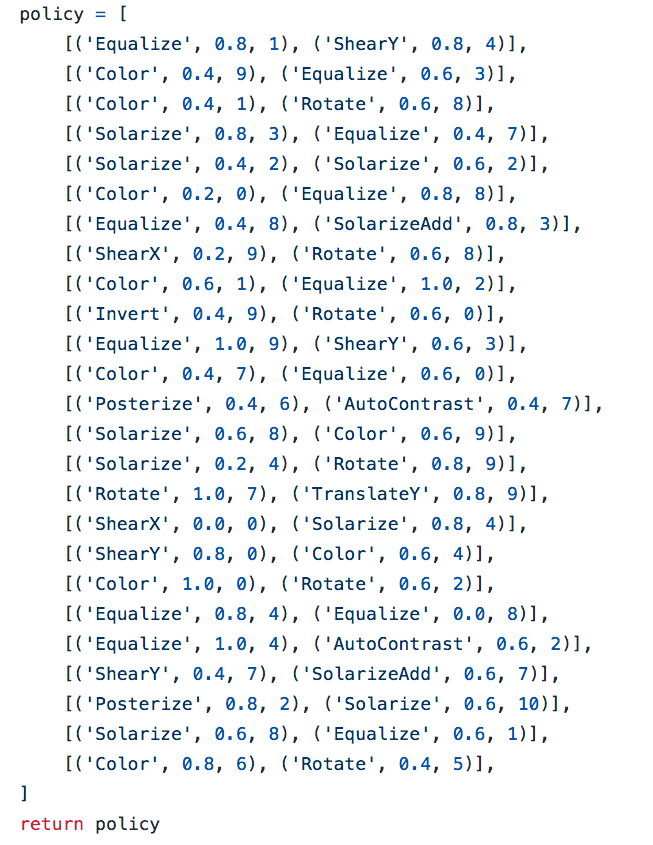 policy = [
    [('Equalize', 0.8, 1), ('ShearY', 0.8, 4)],
    [('Color', 0.4, 9), ('Equalize', 0.6, 3)],
    [('Color', 0.4, 1), ('Rotate', 0.6, 8)],
    [('Solarize', 0.8, 3), ('Equalize', 0.4, 7)],
    [('Solarize', 0.4, 2), ('Solarize', 0.6, 2)],
    [('Color', 0.2, 0), ('Equalize', 0.8, 8)],
    [('Equalize', 0.4, 8), ('SolarizeAdd', 0.8, 3)],
    [('ShearX', 0.2, 9), ('Rotate', 0.6, 8)],
    [('Color', 0.6, 1), ('Equalize', 1.0, 2)],
    [('Invert', 0.4, 9), ('Rotate', 0.6, 0)],
    [('Equalize', 1.0, 9), ('ShearY', 0.6, 3)],
    [('Color', 0.4, 7), ('Equalize', 0.6, 0)],
    [('Posterize', 0.4, 6), ('AutoContrast', 0.4, 7)],
    [('Solarize', 0.6, 8), ('Color', 0.6, 9)],
    [('Solarize', 0.2, 4), ('Rotate', 0.8, 9)],
    [('Rotate', 1.0, 7), ('TranslateY', 0.8, 9)],
    [('ShearX', 0.0, 0), ('Solarize', 0.8, 4)],
    [('ShearY', 0.8, 0), ('Color', 0.6, 4)],
    [('Color', 1.0, 0), ('Rotate', 0.6, 2)],
    [('Equalize', 0.8, 4), ('Equalize', 0.0, 8)],
    [('Equalize', 1.0, 4), ('AutoContrast', 0.6, 2)],
    [('ShearY', 0.4, 7), ('SolarizeAdd', 0.6, 7)],
    [('Posterize', 0.8, 2), ('Solarize', 0.6, 10)],
    [('Solarize', 0.6, 8), ('Equalize', 0.6, 1)],
    [('Color', 0.8, 6), ('Rotate', 0.4, 5)],
]
return policy